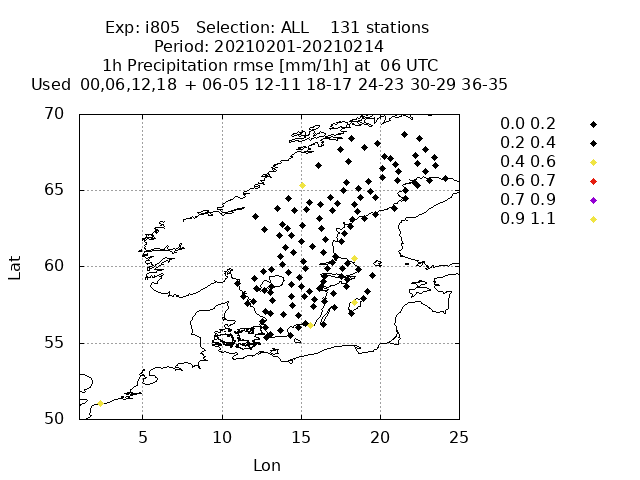 Exp: i805   Selection: ALL    131 stations
Period: 20210201-20210214
1h Precipitation rmse [mm/1h] at  06 UTC
Used  00,06,12,18  + 06-05 12-11 18-17 24-23 30-29 36-35
70
65
60
55
50
Lat
5 10 15 20 25
Lon
0.0 0.2
0.2 0.4
0.4 0.6
0.6 0.7
0.7 0.9
0.9 1.1